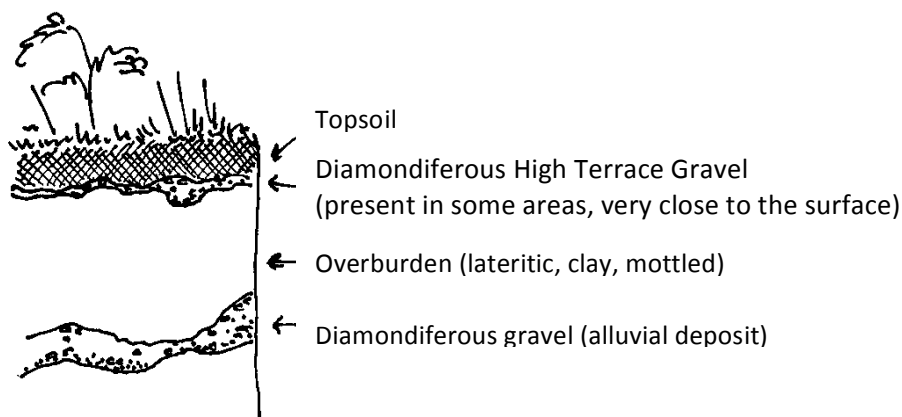 Topsoil
Diamondiferous High Terrace Gravel
(present in some areas, very close to the surface)
Overburden (lateritic, clay, mottled)
Diamondiferous gravel (alluvial deposit)